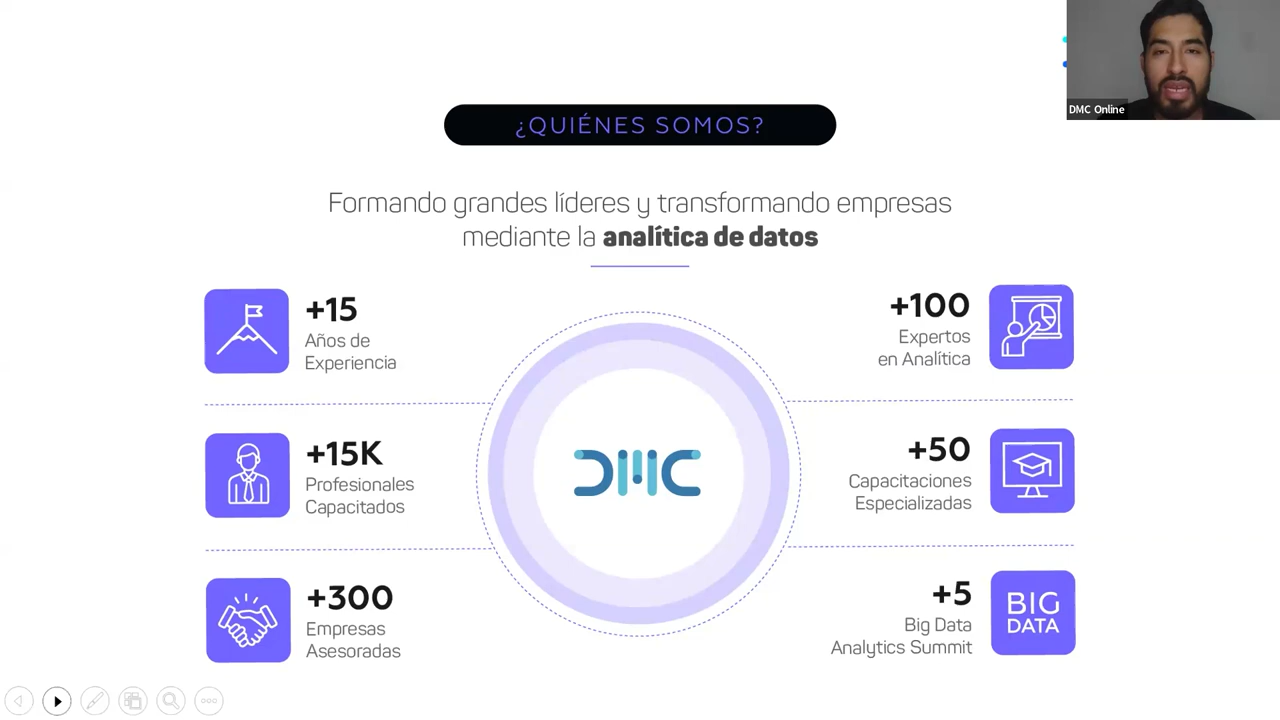 DMC Online
¿QUIÉNES SOMOS?
Formando grandes líderes y transformando empresas
mediante la analítica de datos
+15
Años de
Experiencia
+15K
Profesionales
Capacitados
+300
Empresas
Asesoradas
DMC
+100
Expertos
en Analítica
+50
Capacitaciones
Especializadas
+5
Big Data
Analytics Summit
BIG
DATA